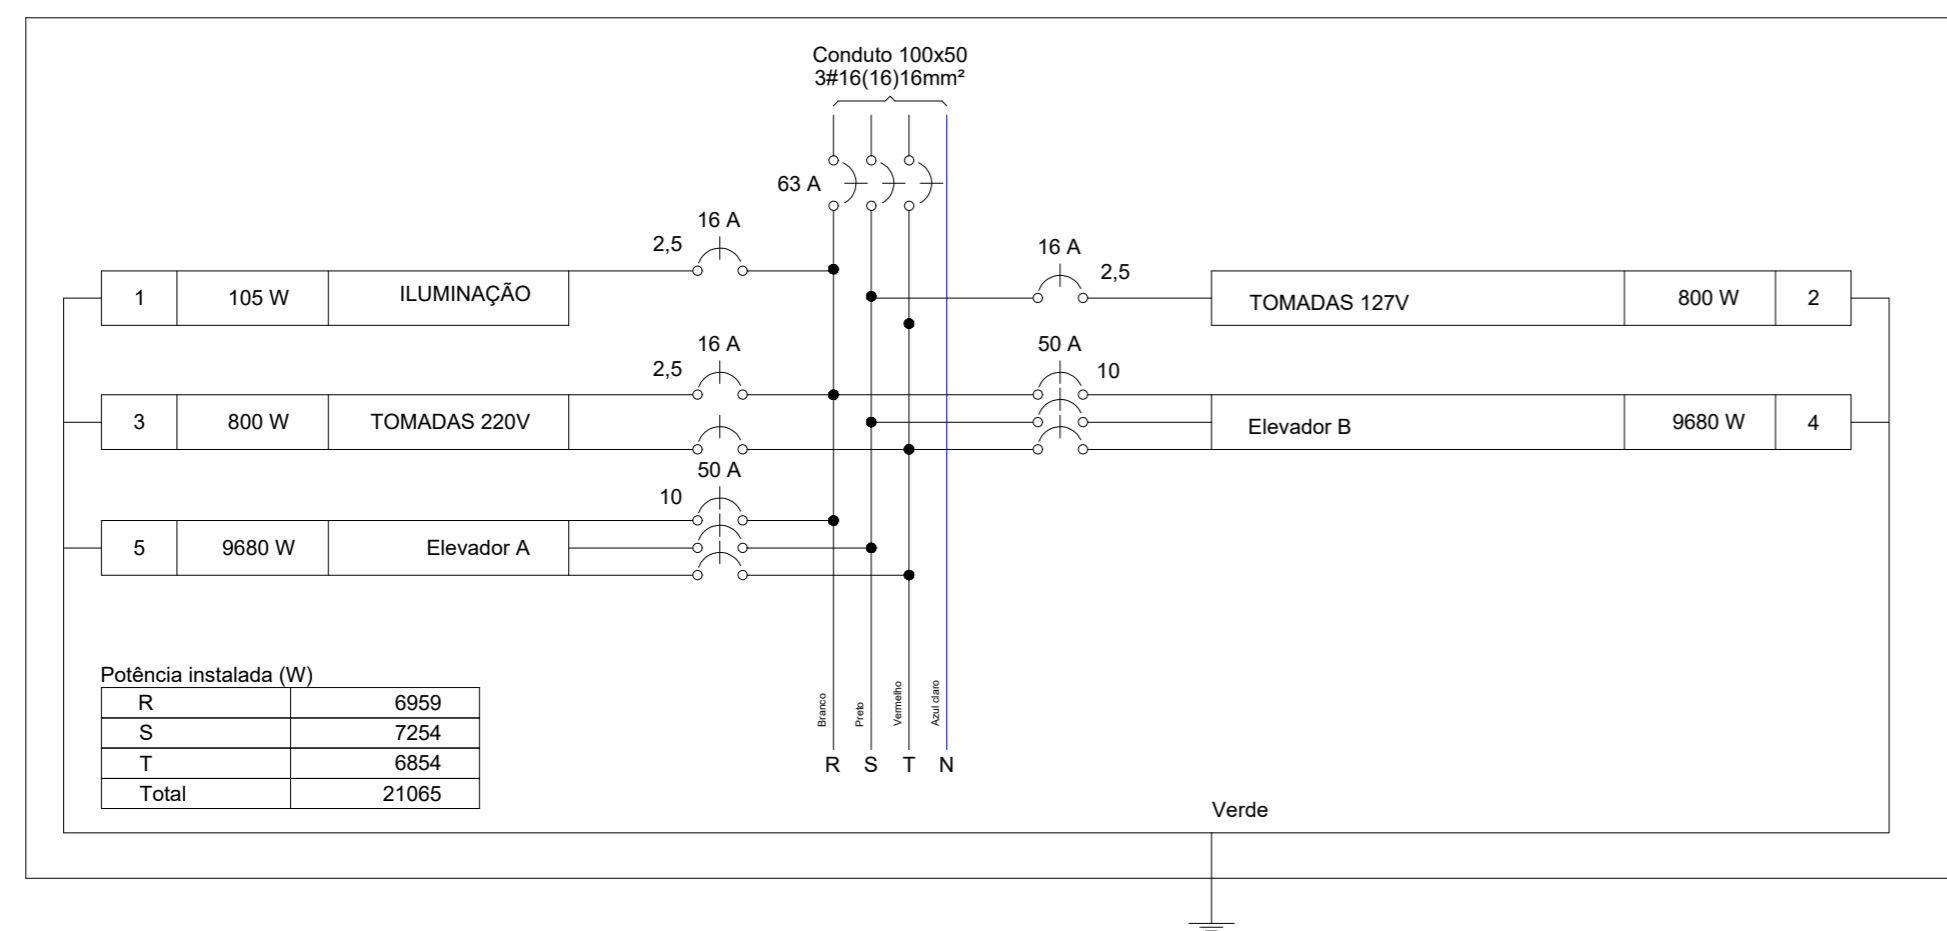 Conduto 100x50
3#16(16)16mm²
63 A
16 A
2,5
1 105 W ILUMINAÇÃO
16 A
2,5
TOMADAS 127V 800 W 2
16 A
2,5
3 800 W TOMADAS 220V
50 A
10
Elevador B 9680 W 4
50 A
10
5 9680 W Elevador A
Potência instalada (W)
R 6959
S 7254
T 6854
Total 21065
Branco
Preto
Vermelho
Azul claro
R S T N
Verde